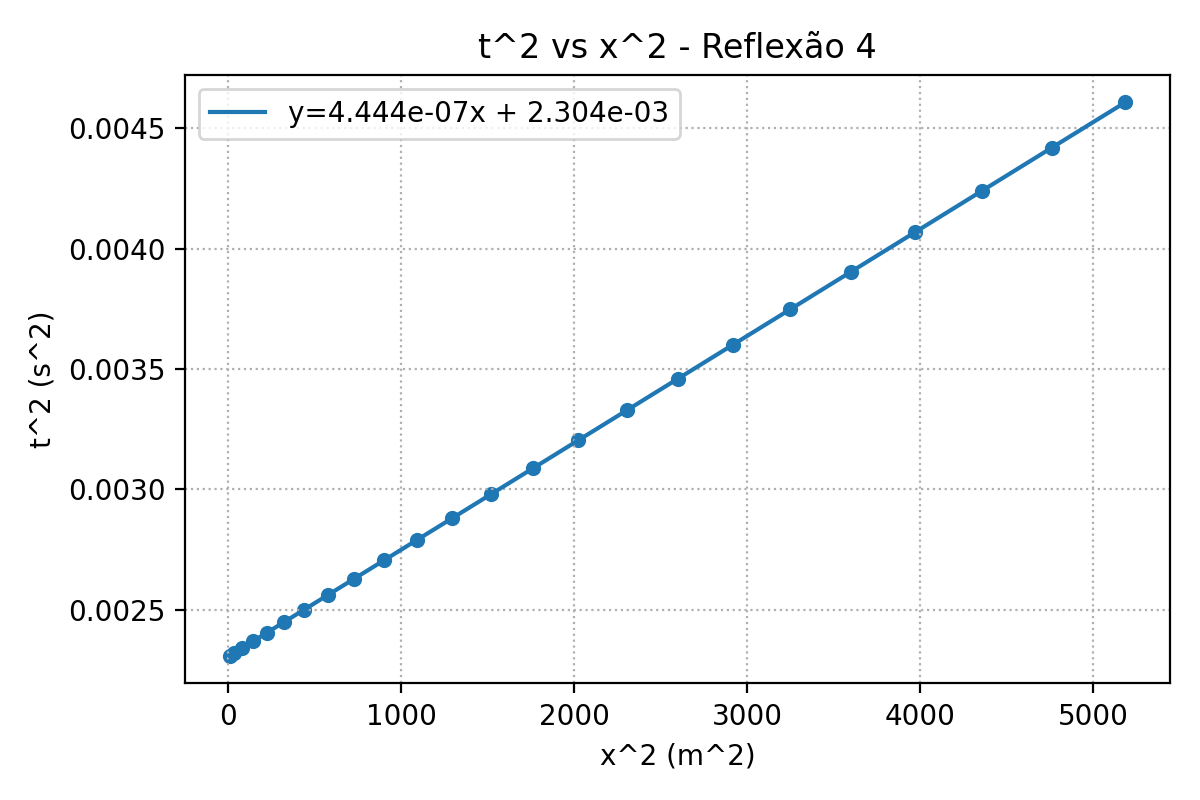 t^2 vs x^2 - Reflexão 4
y=4.444e-07x + 2.304e-03
t^2 (s^2)
0.0045
0.0040
0.0035
0.0030
0.0025
0 1000 2000 3000 4000 5000
x^2 (m^2)